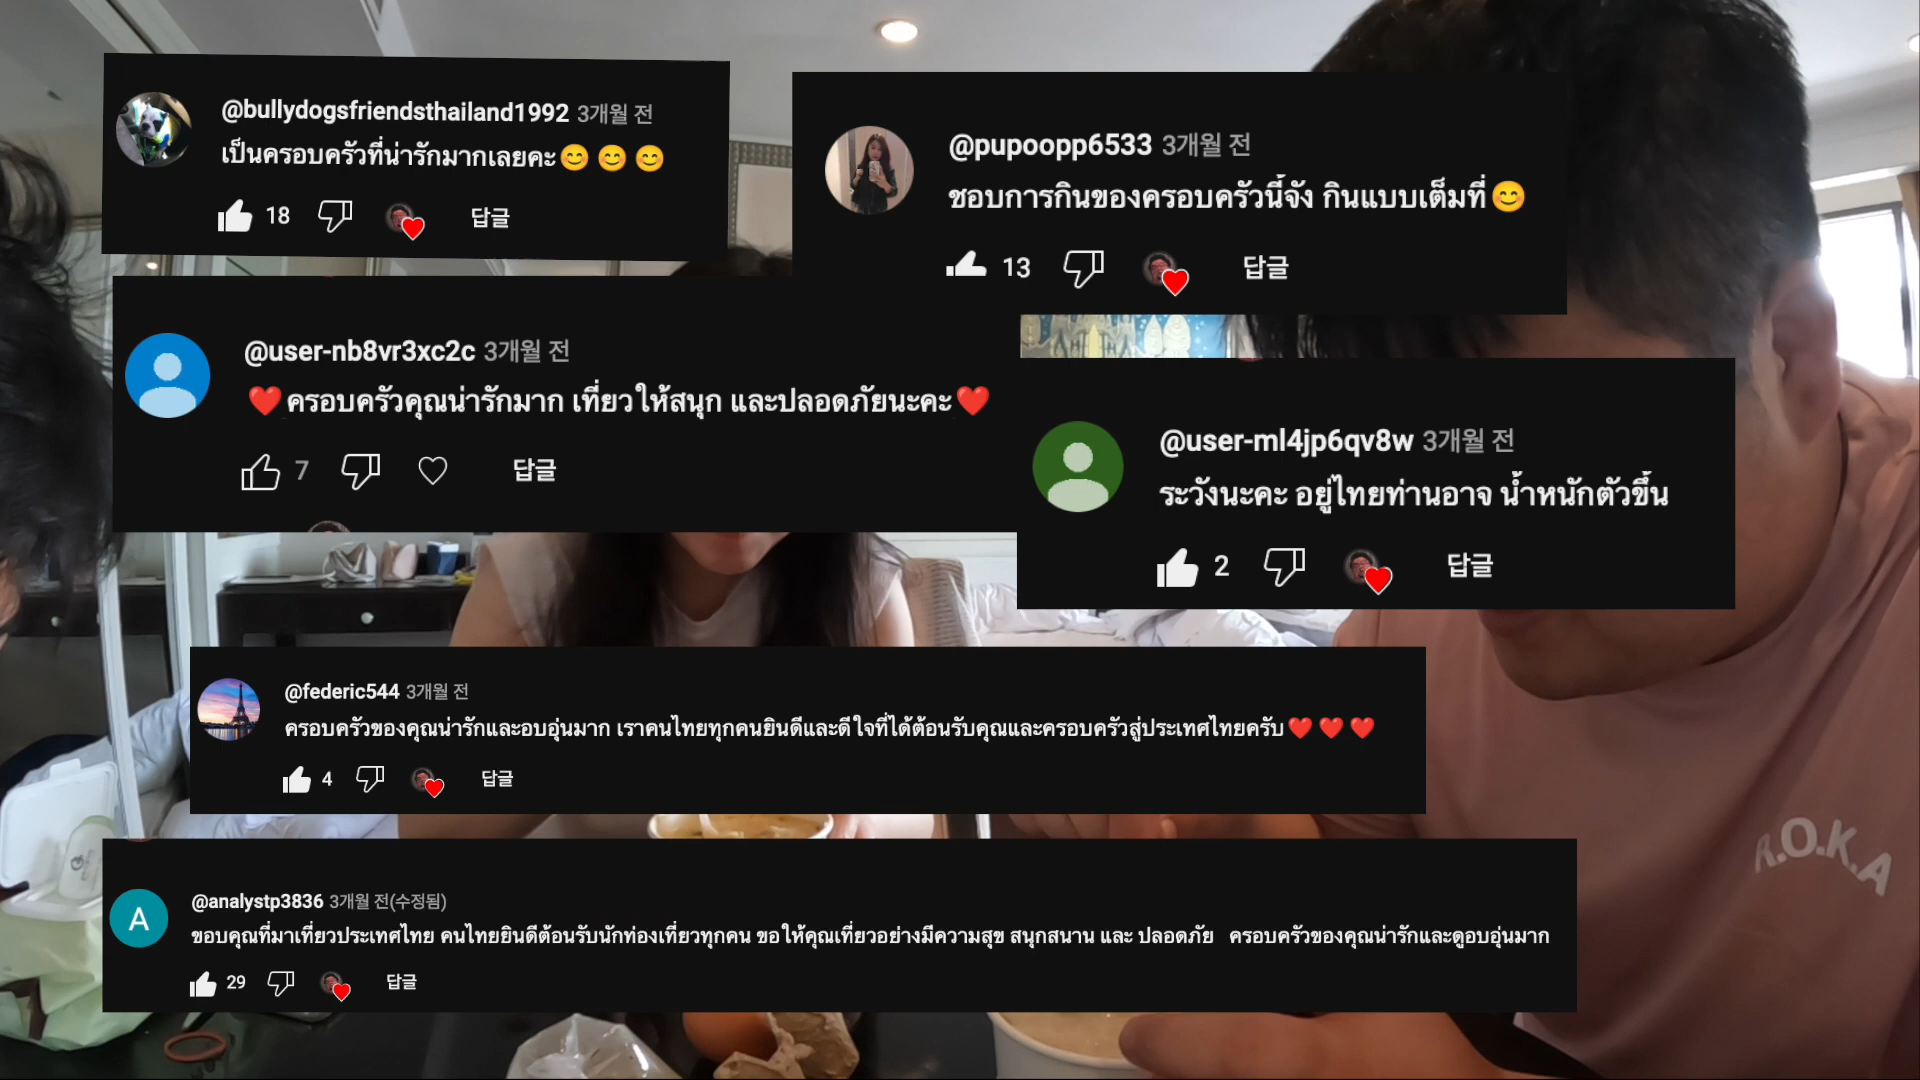 @bullydogsfriendsthailand1992 3개월 전
เป็นครอบครัวที่น่ารักมากเลยคะ😊😊😊
18 답글
@pupoopp6533 3개월 전
ชอบการกินของครอบครัวนี้จัง กินแบบเต็มที่😊
13 답글
@user-nb8vr3xc2c 3개월 전
❤️ครอบครัวคุณน่ารักมาก เที่ยวให้สนุก และปลอดภัยนะคะ❤️
7 답글
@user-ml4jp6qv8w 3개월 전
ระวังนะคะ อยู่ไทยท่านอาจ น้ำหนักตัวขึ้น
2 답글
@federic544 3개월 전
ครอบครัวของคุณน่ารักและอบอุ่นมาก เราคนไทยทุกคนยินดีและดีใจที่ได้ต้อนรับคุณและครอบครัวสู่ประเทศไทยครับ❤️❤️❤️
4 답글
A
@analystp3836 3개월 전(수정됨)
ขอบคุณที่มาเที่ยวประเทศไทย คนไทยยินดีต้อนรับนักท่องเที่ยวทุกคน ขอให้คุณเที่ยวอย่างมีความสุข สนุกสนาน และ ปลอดภัย ครอบครัวของคุณน่ารักและดูอบอุ่นมาก
29 답글
R.O.K.A